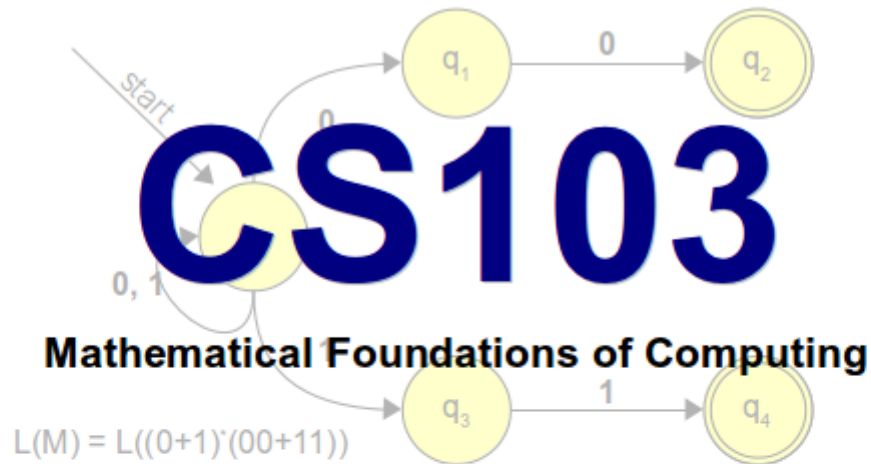 q₁
0
q₂
start
0
CS103
0, 1
Mathematical Foundations of Computing
1
q₃
1
q₄
L(M) = L((0+1)*(00+11))